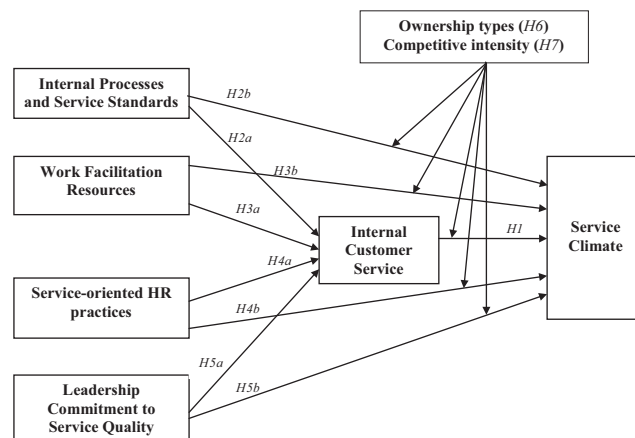 Ownership types (H6)
Competitive intensity (H7)
Internal Processes
and Service Standards
H2b
H2a
Work Facilitation
Resources
H3b
H3a
Internal
Customer
Service
H1
Service
Climate
Service-oriented HR
practices
H4a
H4b
Leadership
Commitment to
Service Quality
H5a
H5b